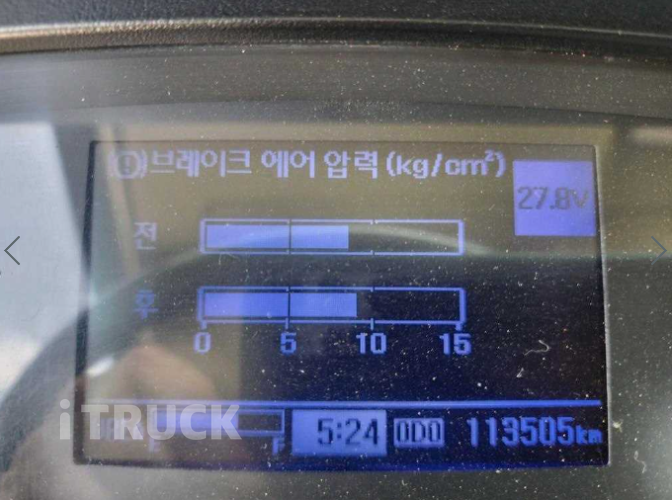 (!)브레이크 에어 압력(kg/cm²)
27.8V
전
후
0 5 10 15
iTRUCK
F
5:24 ODO 113505km